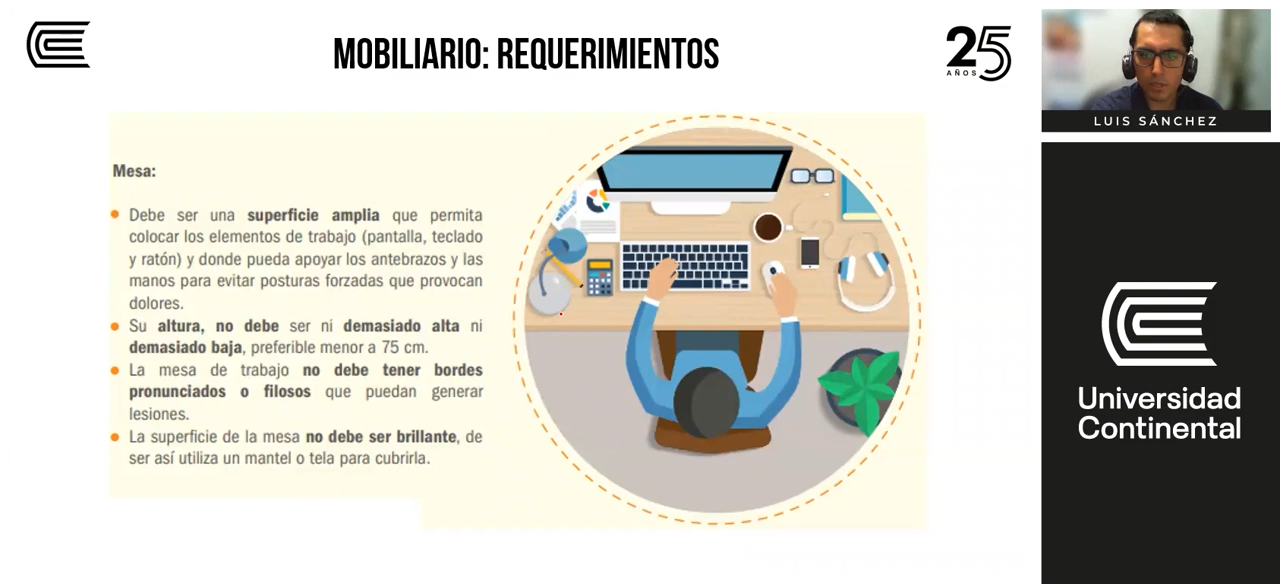 MOBILIARIO: REQUERIMIENTOS
25
AÑOS
LUIS SÁNCHEZ
Mesa:
Debe ser una superficie amplia que permita
colocar los elementos de trabajo (pantalla, teclado
y ratón) y donde pueda apoyar los antebrazos y las
manos para evitar posturas forzadas que provocan
dolores.
Su altura, no debe ser ni demasiado alta ni
demasiado baja, preferible menor a 75 cm.
La mesa de trabajo no debe tener bordes
pronunciados o filosos que puedan generar
lesiones.
La superficie de la mesa no debe ser brillante, de
ser así utiliza un mantel o tela para cubrirla.
Universidad
Continental